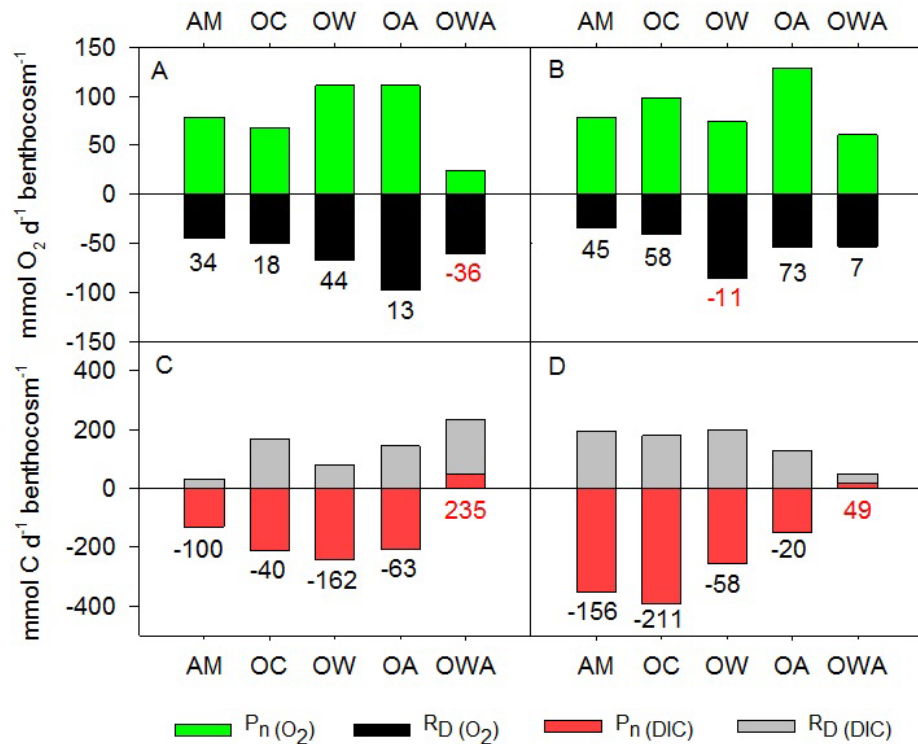 AM OC OW OA OWA AM OC OW OA OWA
mmol O₂ d⁻¹ benthocosm⁻¹
150
100
50
0
-50
-100
-150
A
34 18 44 13 -36
B
45 58 -11 73 7
mmol C d⁻¹ benthocosm⁻¹
400
200
0
-200
-400
C
-100 -40 -162 -63 235
D
-156 -211 -58 -20 49
AM OC OW OA OWA AM OC OW OA OWA
Pn (O₂) RD (O₂) Pn (DIC) RD (DIC)